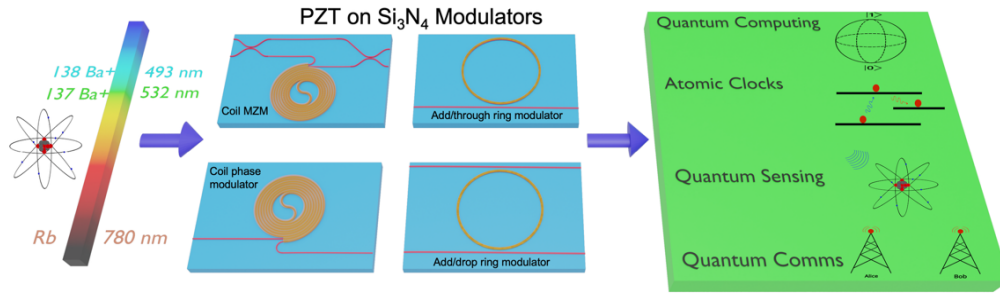 PZT on Si₃N₄ Modulators
138 Ba+ 493 nm
137 Ba+ 532 nm
Rb 780 nm
Coil MZM
Add/through ring modulator
Coil phase
modulator
Add/drop ring modulator
Quantum Computing
|1>
|0>
Atomic Clocks
Quantum Sensing
Quantum Comms
Alice
Bob